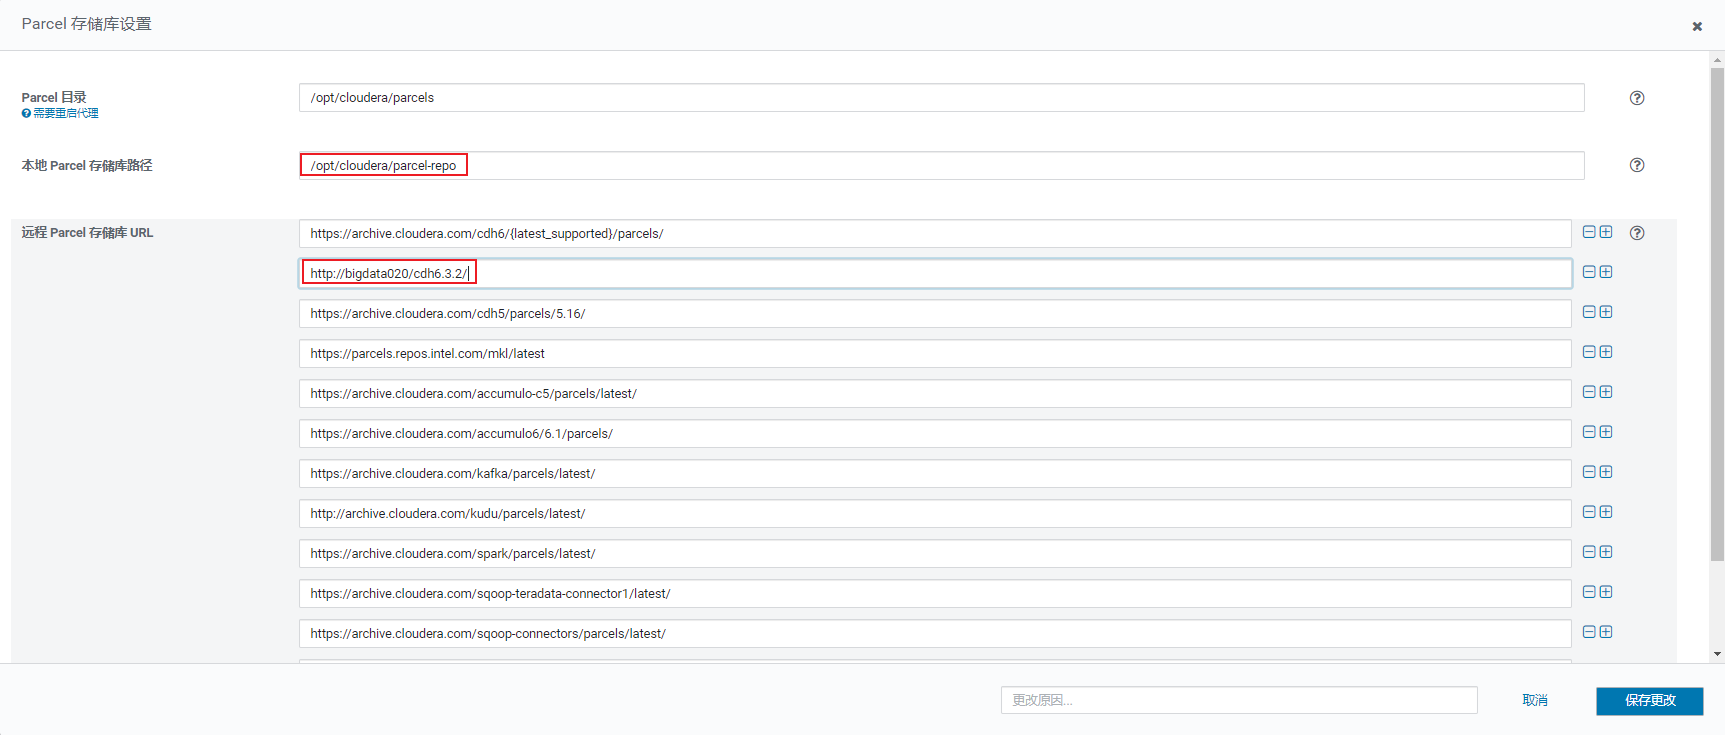 Parcel 存储库设置
Parcel 目录
需要重启代理
/opt/cloudera/parcels
本地 Parcel 存储库路径
/opt/cloudera/parcel-repo
远程 Parcel 存储库 URL
https://archive.cloudera.com/cdh6/{latest_supported}/parcels/
http://bigdata020/cdh6.3.2/
https://archive.cloudera.com/cdh5/parcels/5.16/
https://parcels.repos.intel.com/mkl/latest
https://archive.cloudera.com/accumulo-c5/parcels/latest/
https://archive.cloudera.com/accumulo6/6.1/parcels/
https://archive.cloudera.com/kafka/parcels/latest/
http://archive.cloudera.com/kudu/parcels/latest/
https://archive.cloudera.com/spark/parcels/latest/
https://archive.cloudera.com/sqoop-teradata-connector1/latest/
https://archive.cloudera.com/sqoop-connectors/parcels/latest/
更改原因...
取消
保存更改